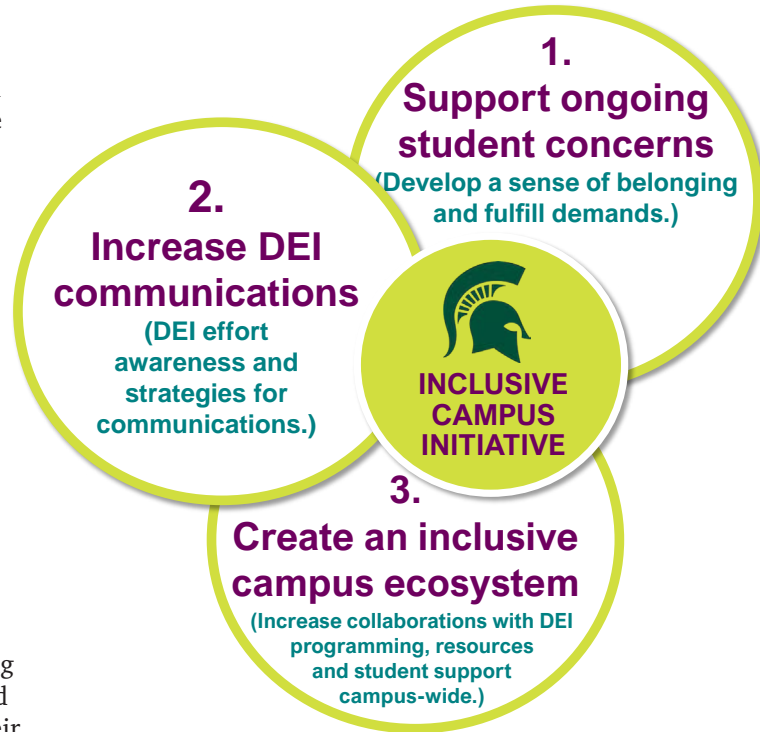 1.
Support ongoing
student concerns
(Develop a sense of belonging
and fulfill demands.)
2.
Increase DEI
communications
(DEI effort
awareness and
strategies for
communications.)
INCLUSIVE
CAMPUS
INITIATIVE
3.
Create an inclusive
campus ecosystem
(Increase collaborations with DEI
programming, resources
and student support
campus-wide.)